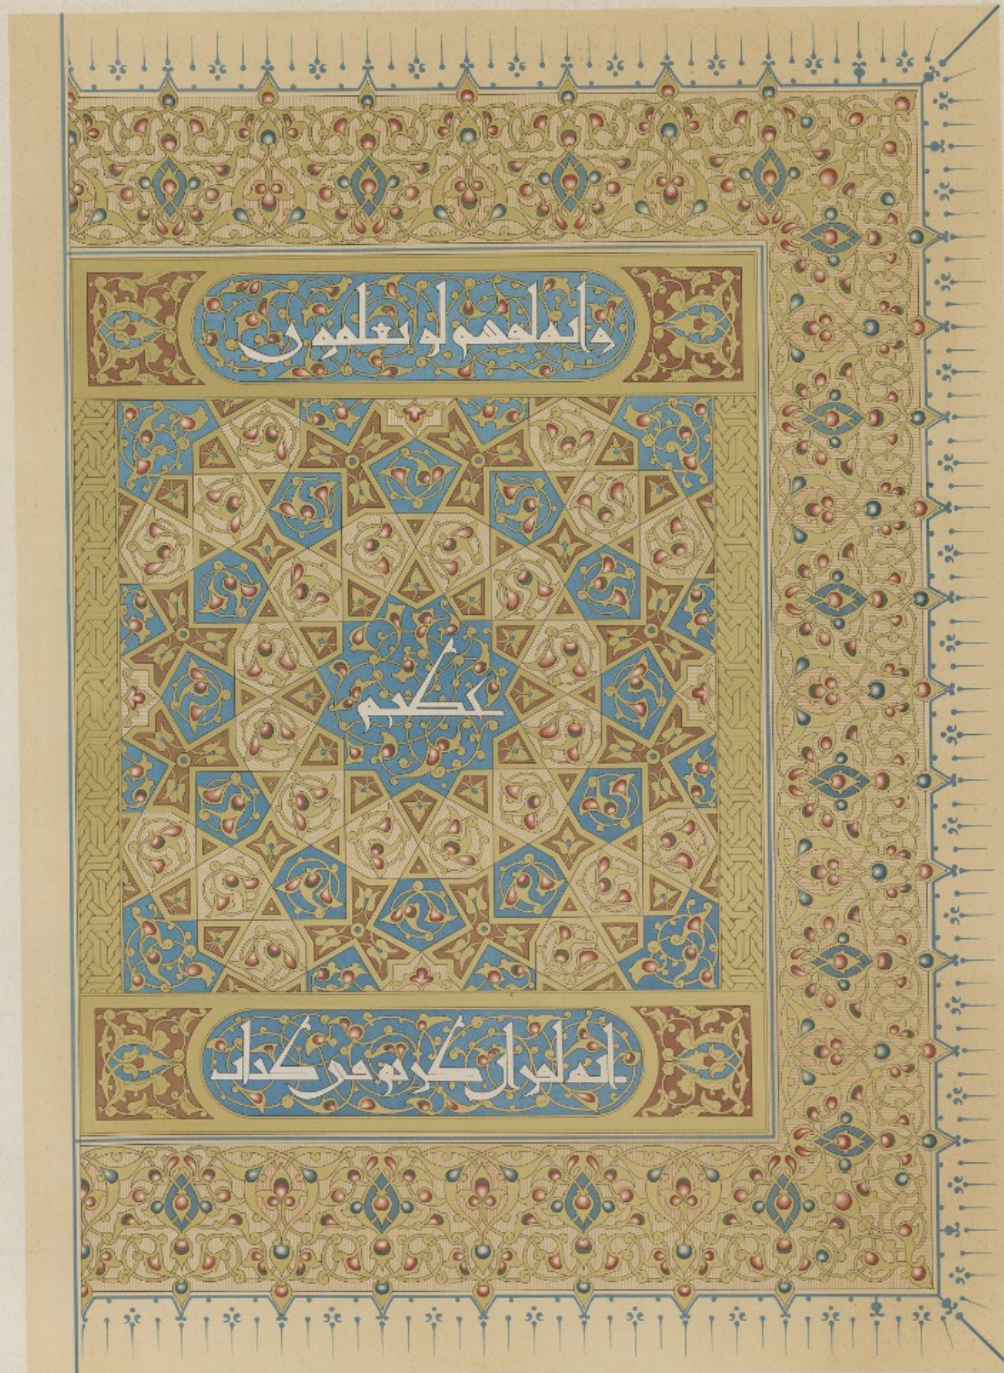 وانه لقسم لو تعلمون
عظيم
انه لقران كريم في كتاب